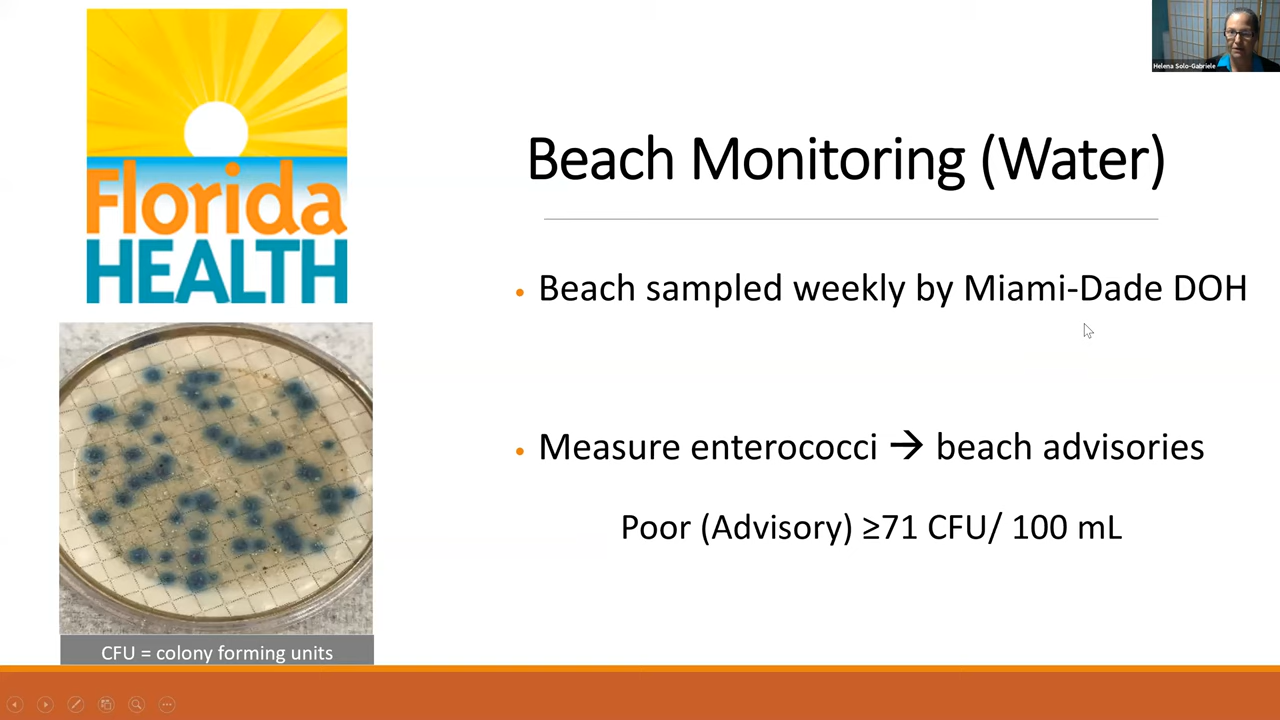 Florida
HEALTH
Helena Solo-Gabriele
Beach Monitoring (Water)
• Beach sampled weekly by Miami-Dade DOH
• Measure enterococci → beach advisories
Poor (Advisory) ≥71 CFU/ 100 mL
CFU = colony forming units